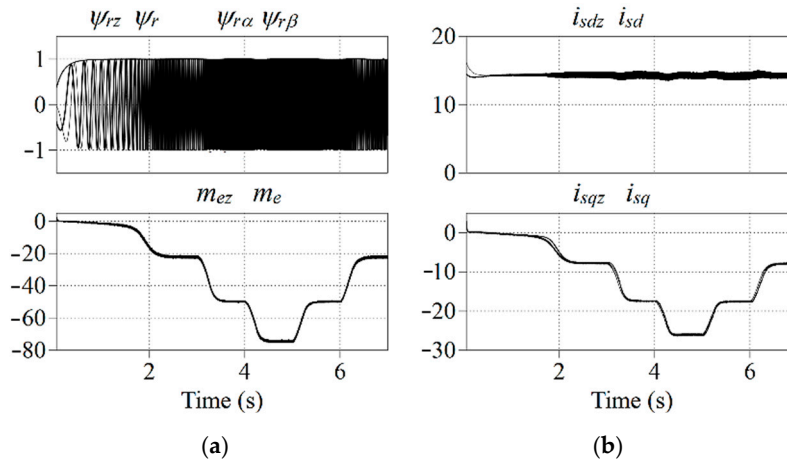 ψrz ψr ψrα ψrβ
1
0
-1
mez me
0
-20
-40
-60
-80
2 4 6
Time (s)
(a)
isdz isd
20
10
0
isqz isq
0
-10
-20
-30
2 4 6
Time (s)
(b)